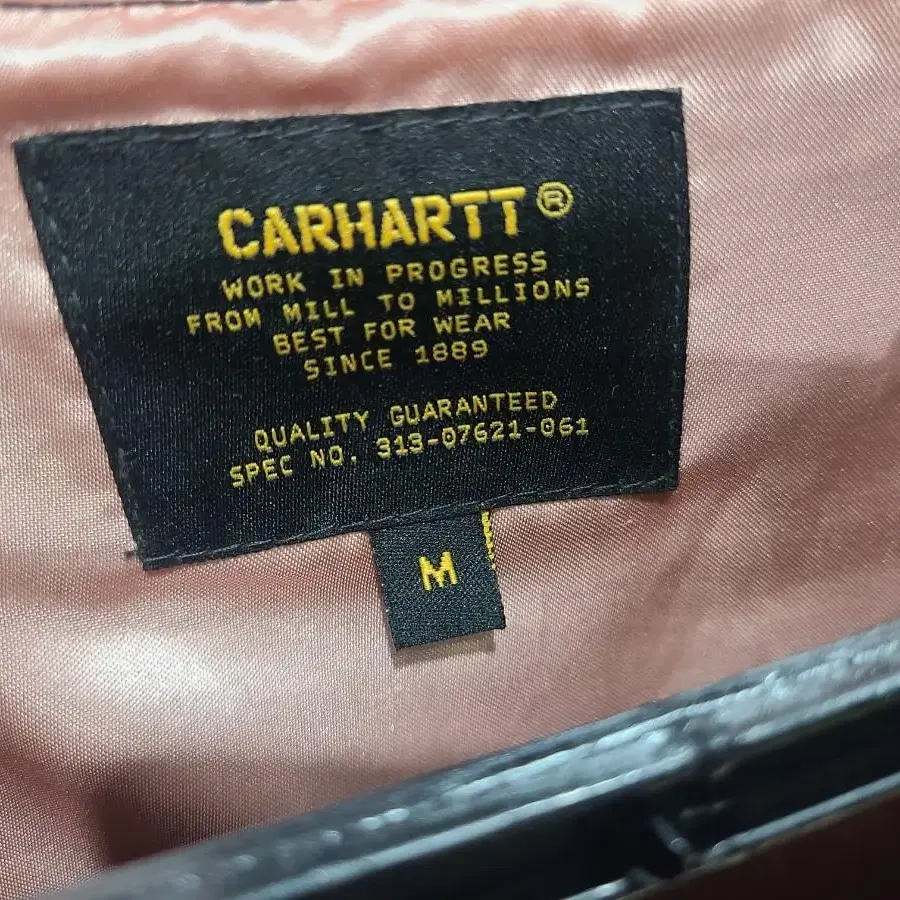 CARHARTT®
WORK IN PROGRESS
FROM MILL TO MILLIONS
BEST FOR WEAR
SINCE 1889
QUALITY GUARANTEED
SPEC NO. 313-07621-061
M